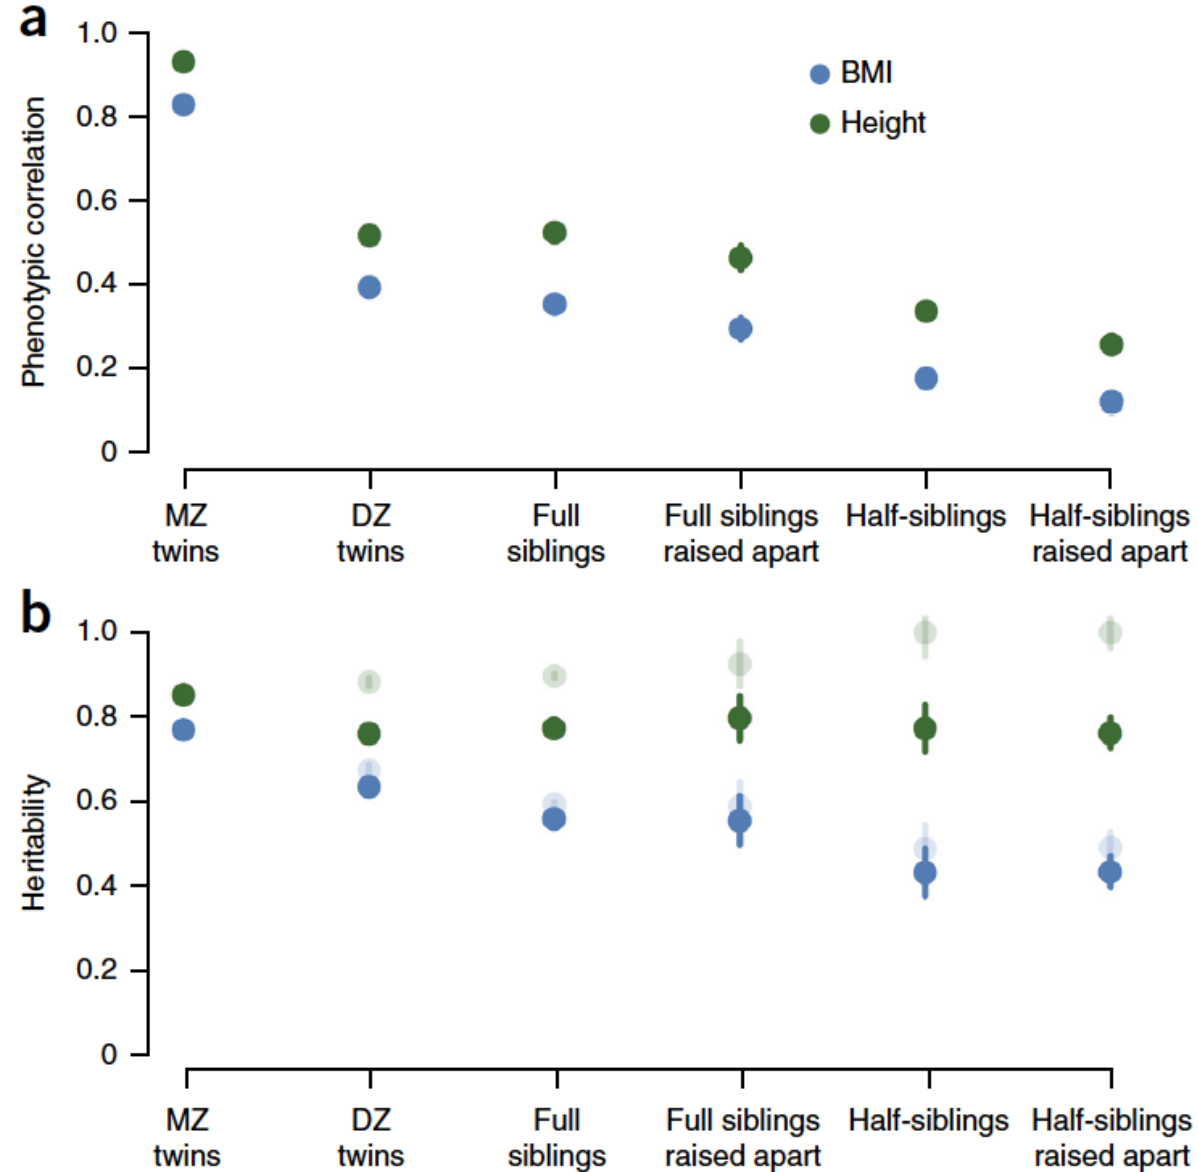 a
1.0
BMI
Height
0.8
0.6
0.4
0.2
0
Phenotypic correlation
MZ
twins
DZ
twins
Full
siblings
Full siblings
raised apart
Half-siblings
Half-siblings
raised apart
b
1.0
0.8
0.6
0.4
0.2
0
Heritability
MZ
twins
DZ
twins
Full
siblings
Full siblings
raised apart
Half-siblings
Half-siblings
raised apart